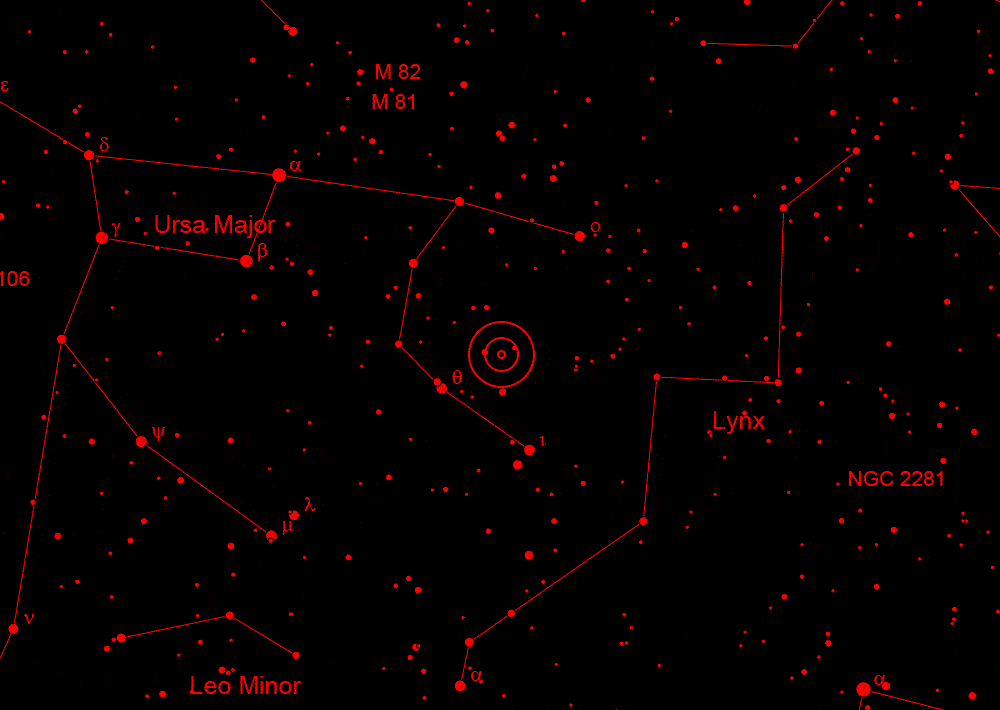 M 82
ε
M 81
δ
α
Ursa Major
γ
ο
β
106
θ
Lynx
ψ
ι
NGC 2281
λ
μ
ν
α
α
Leo Minor